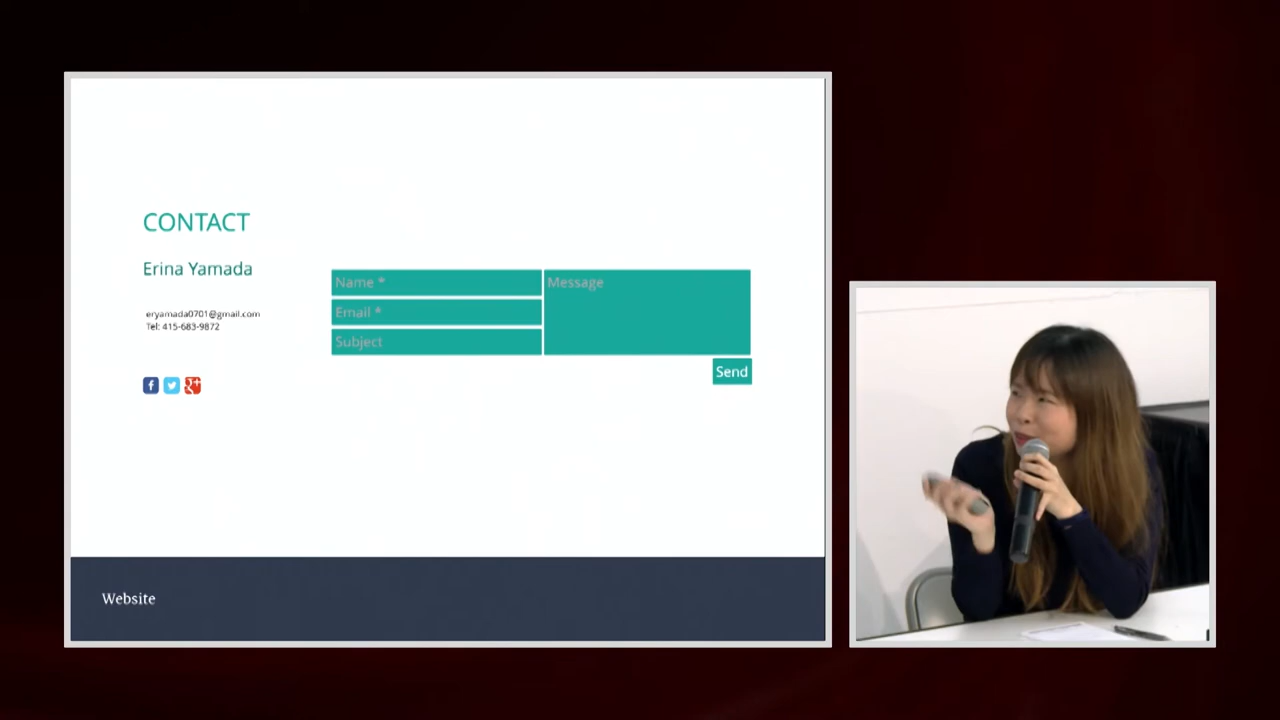 CONTACT
Erina Yamada
eryamada0701@gmail.com
Tel: 415-683-9872
Name *
Email *
Subject
Message
Send
Website